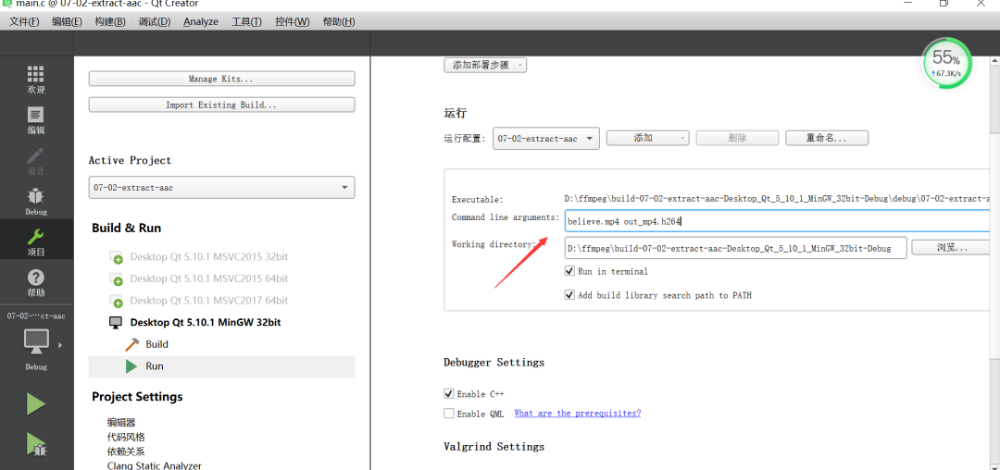 main.c @ 07-02-extract-aac - Qt Creator
文件(F) 编辑(E) 构建(B) 调试(D) Analyze 工具(T) 控件(W) 帮助(H)
欢迎
编辑
设计
Debug
项目
帮助
07-02-···ct-aac
Debug
Manage Kits...
Import Existing Build...
Active Project
07-02-extract-aac
Build & Run
Desktop Qt 5.10.1 MSVC2015 32bit
Desktop Qt 5.10.1 MSVC2015 64bit
Desktop Qt 5.10.1 MSVC2017 64bit
Desktop Qt 5.10.1 MinGW 32bit
Build
Run
Project Settings
编辑器
代码风格
依赖关系
Clang Static Analyzer
添加部署步骤
55%
↑67.3K/s
运行
运行配置: 07-02-extract-aac 添加 删除 重命名...
Executable: D:\ffmpeg\build-07-02-extract-aac-Desktop_Qt_5_10_1_MinGW_32bit-Debug\debug\07-02-extract-a
Command line arguments: believe.mp4 out_mp4.h264
Working directory: D:\ffmpeg\build-07-02-extract-aac-Desktop_Qt_5_10_1_MinGW_32bit-Debug 浏览...
Run in terminal
Add build library search path to PATH
Debugger Settings
Enable C++
Enable QML What are the prerequisites?
Valgrind Settings